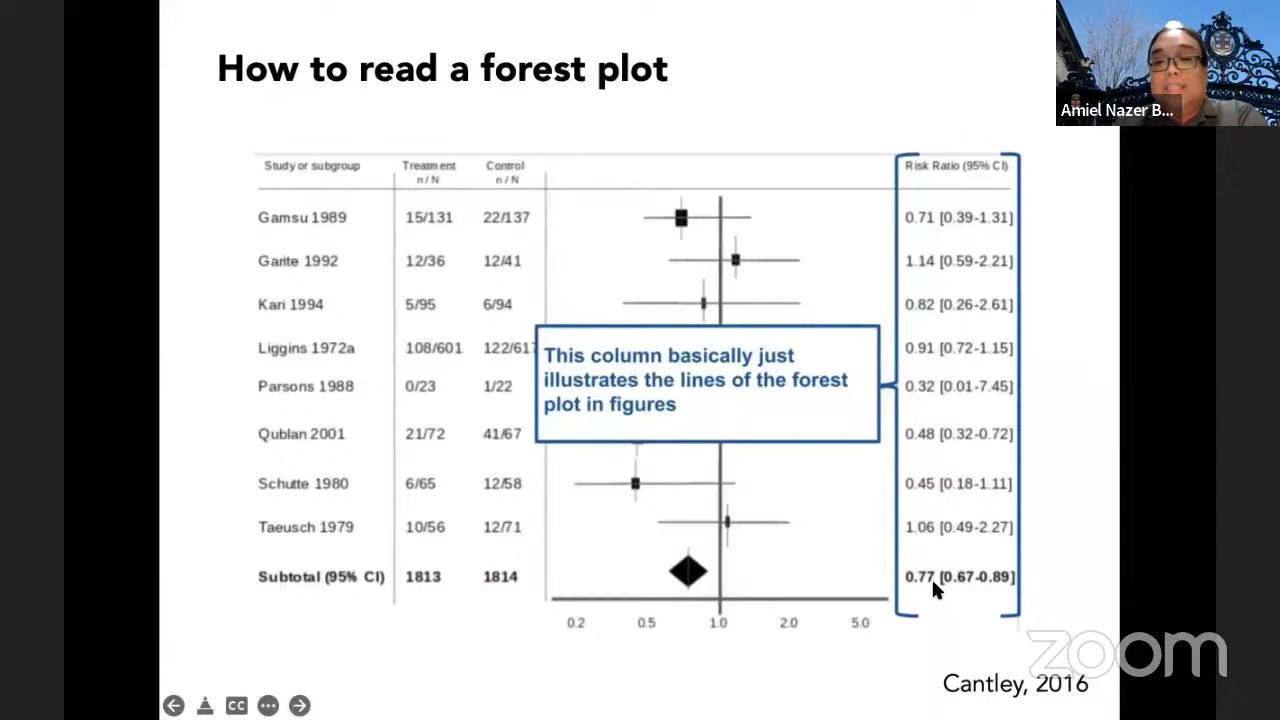 How to read a forest plot
Amiel Nazer B...
Study or subgroup Treatment Control Risk Ratio (95% CI)
n / N n / N
Gamsu 1989 15/131 22/137 0.71 [0.39-1.31]
Garite 1992 12/36 12/41 1.14 [0.59-2.21]
Kari 1994 5/95 6/94 0.82 [0.26-2.61]
Liggins 1972a 108/601 122/617 0.91 [0.72-1.15]
Parsons 1988 0/23 1/22 0.32 [0.01-7.45]
Qublan 2001 21/72 41/67 0.48 [0.32-0.72]
Schutte 1980 6/65 12/58 0.45 [0.18-1.11]
Taeusch 1979 10/56 12/71 1.06 [0.49-2.27]
Subtotal (95% CI) 1813 1814 0.77 [0.67-0.89]
This column basically just
illustrates the lines of the forest
plot in figures
0.2 0.5 1.0 2.0 5.0
Cantley, 2016
zoom
CC